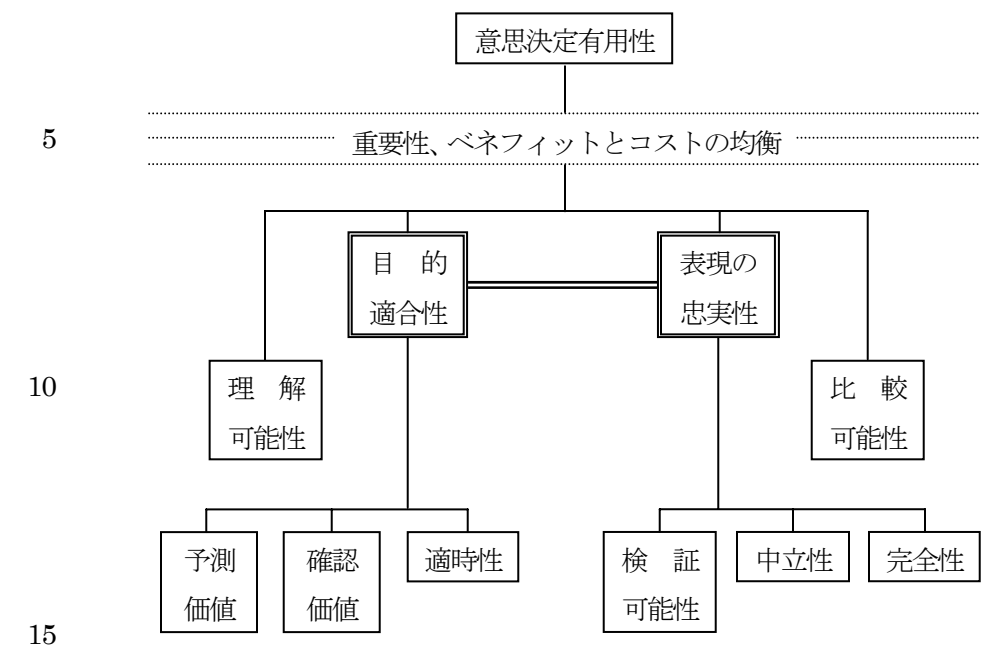 意思決定有用性
5
重要性、ベネフィットとコストの均衡
目　的
適合性
表現の
忠実性
10
理　解
可能性
比　較
可能性
予測
価値
確認
価値
適時性
検　証
可能性
中立性
完全性
15